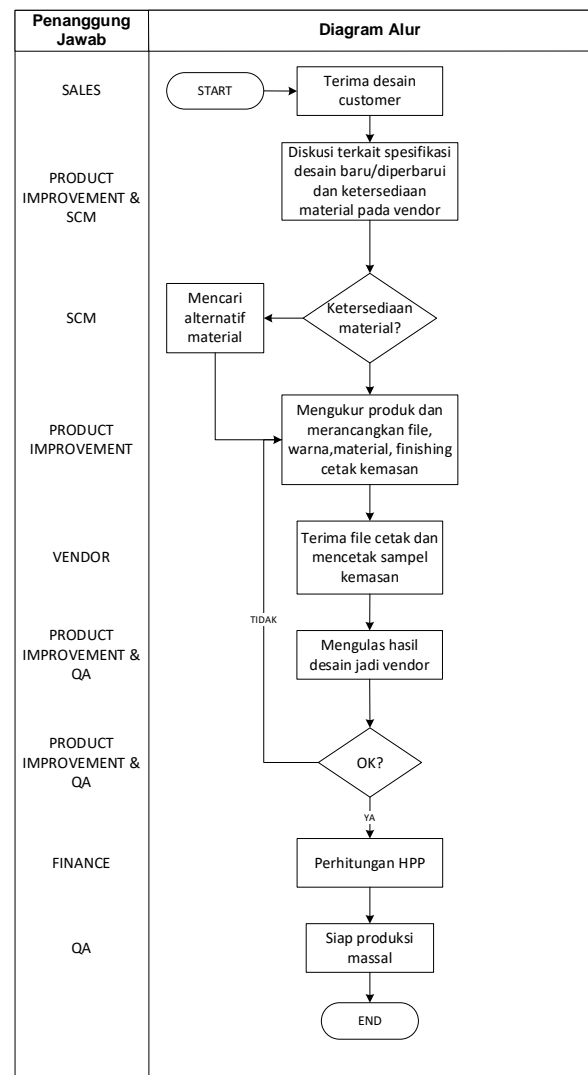 Penanggung
Jawab
Diagram Alur
SALES
START
Terima desain
customer
PRODUCT
IMPROVEMENT &
SCM
Diskusi terkait spesifikasi
desain baru/diperbarui
dan ketersediaan
material pada vendor
SCM
Mencari
alternatif
material
Ketersediaan
material?
PRODUCT
IMPROVEMENT
Mengukur produk dan
merancangkan file,
warna,material, finishing
cetak kemasan
VENDOR
Terima file cetak dan
mencetak sampel
kemasan
TIDAK
PRODUCT
IMPROVEMENT &
QA
Mengulas hasil
desain jadi vendor
PRODUCT
IMPROVEMENT &
QA
OK?
YA
FINANCE
Perhitungan HPP
QA
Siap produksi
massal
END